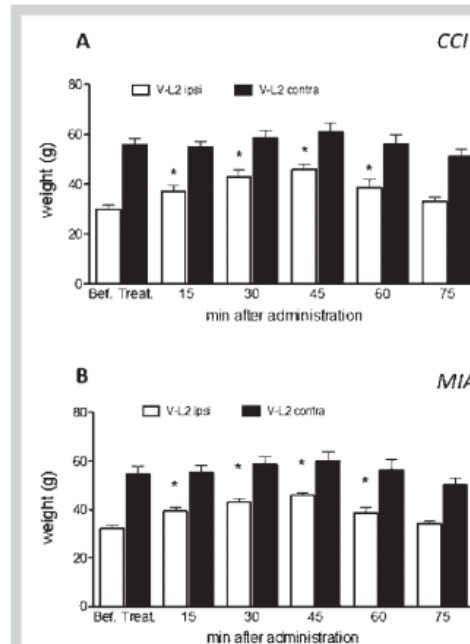 A
CCI
V-L2 ipsi
V-L2 contra
80
60
40
20
0
weight (g)
*
*
*
*
Bef. Treat.
15
30
45
60
75
min after administration
B
MIA
V-L2 ipsi
V-L2 contra
80
60
40
20
0
weight (g)
*
*
*
*
Bef. Treat.
15
30
45
60
75
min after administration